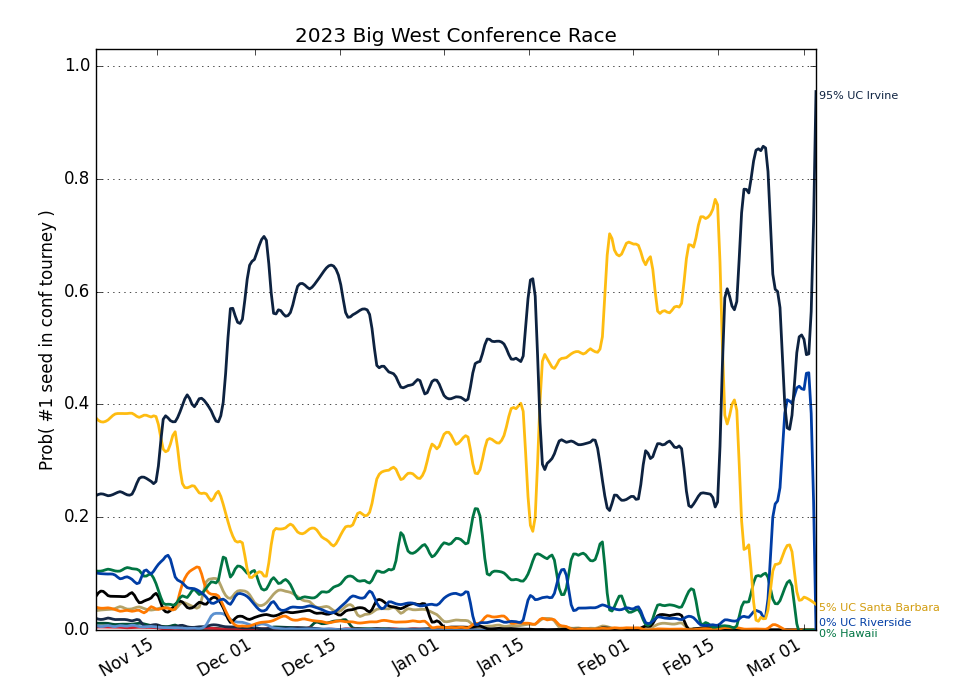 2023 Big West Conference Race
Prob( #1 seed in conf tourney )
1.0
0.8
0.6
0.4
0.2
0.0
Nov 15
Dec 01
Dec 15
Jan 01
Jan 15
Feb 01
Feb 15
Mar 01
95% UC Irvine
5% UC Santa Barbara
0% UC Riverside
0% Hawaii